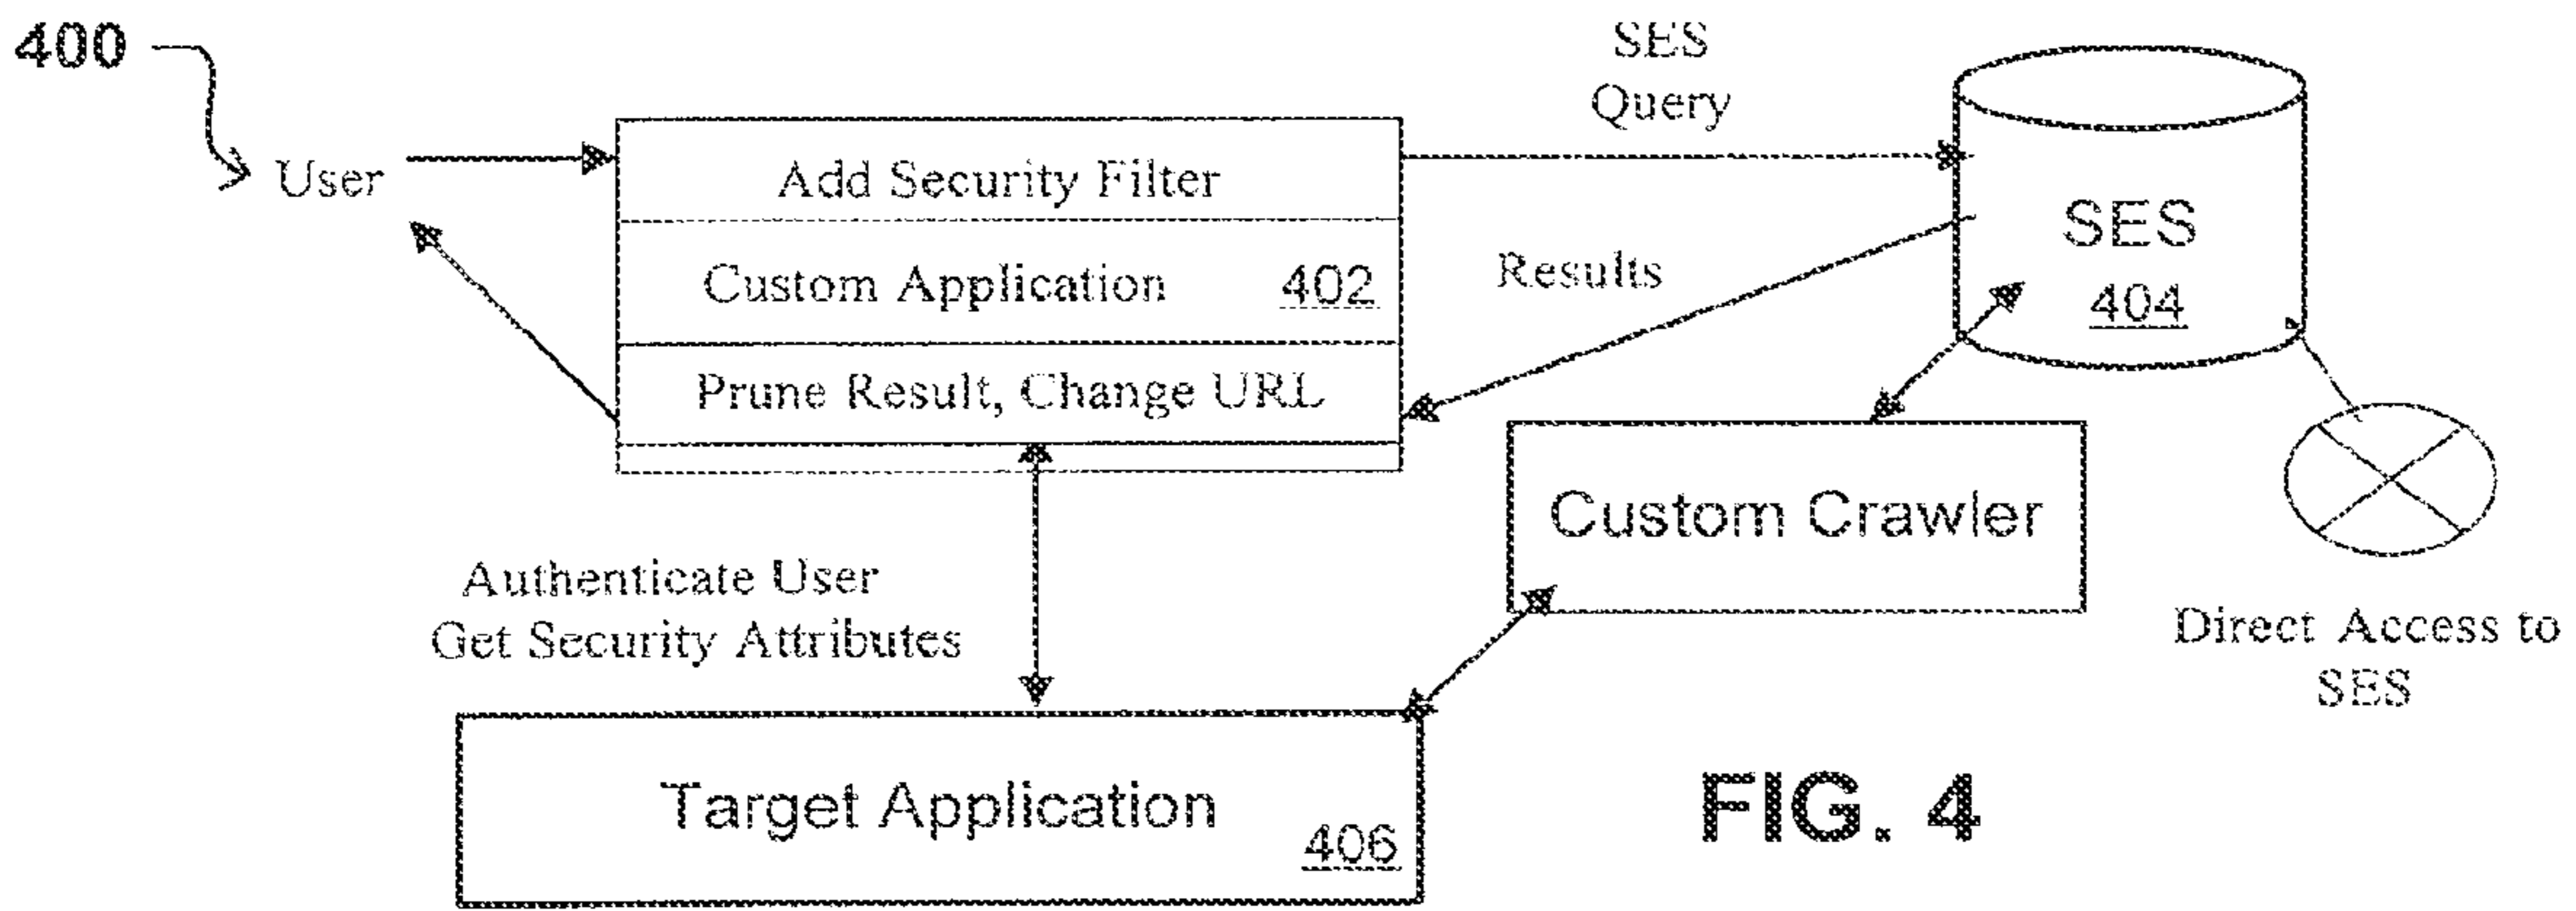 400
User
Add Security Filter
Custom Application 402
Prune Result, Change URL
SES
Query
Results
SES
404
Custom Crawler
Direct Access to
SES
Authenticate User
Get Security Attributes
Target Application
406
FIG. 4